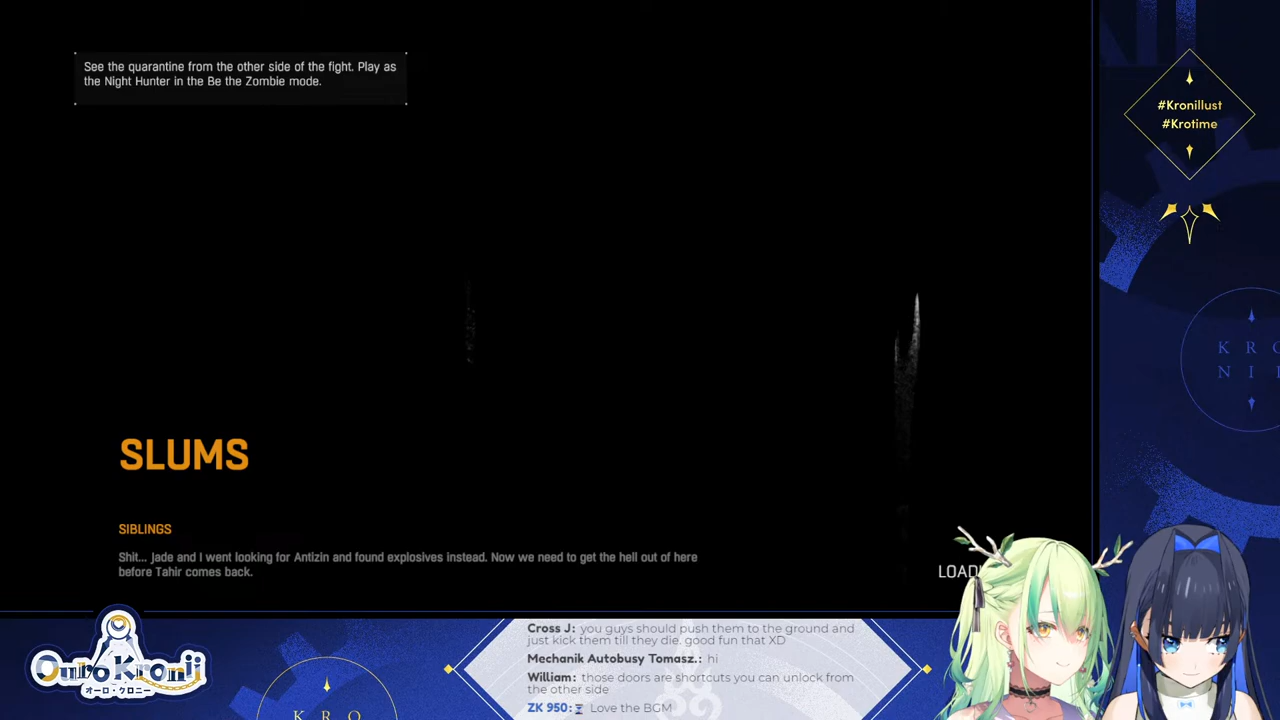 See the quarantine from the other side of the fight. Play as
the Night Hunter in the Be the Zombie mode.
#Kronillust
#Krotime
SLUMS
SIBLINGS
Shit... Jade and I went looking for Antizin and found explosives instead. Now we need to get the hell out of here
before Tahir comes back.
Ouro Kronii
オーロ・クロニー
K R O
Cross J: you guys should push them to the ground and
just kick them till they die. good fun that XD
Mechanik Autobusy Tomasz.: hi
William: those doors are shortcuts you can unlock from
the other side
ZK 950: Love the BGM
K R O
N I